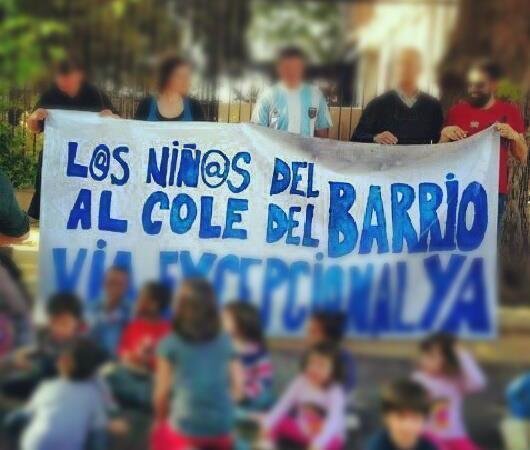 L@S NIÑ@S DEL
AL COLE DEL BARRIO
VÍA EXCEPCIONAL YA